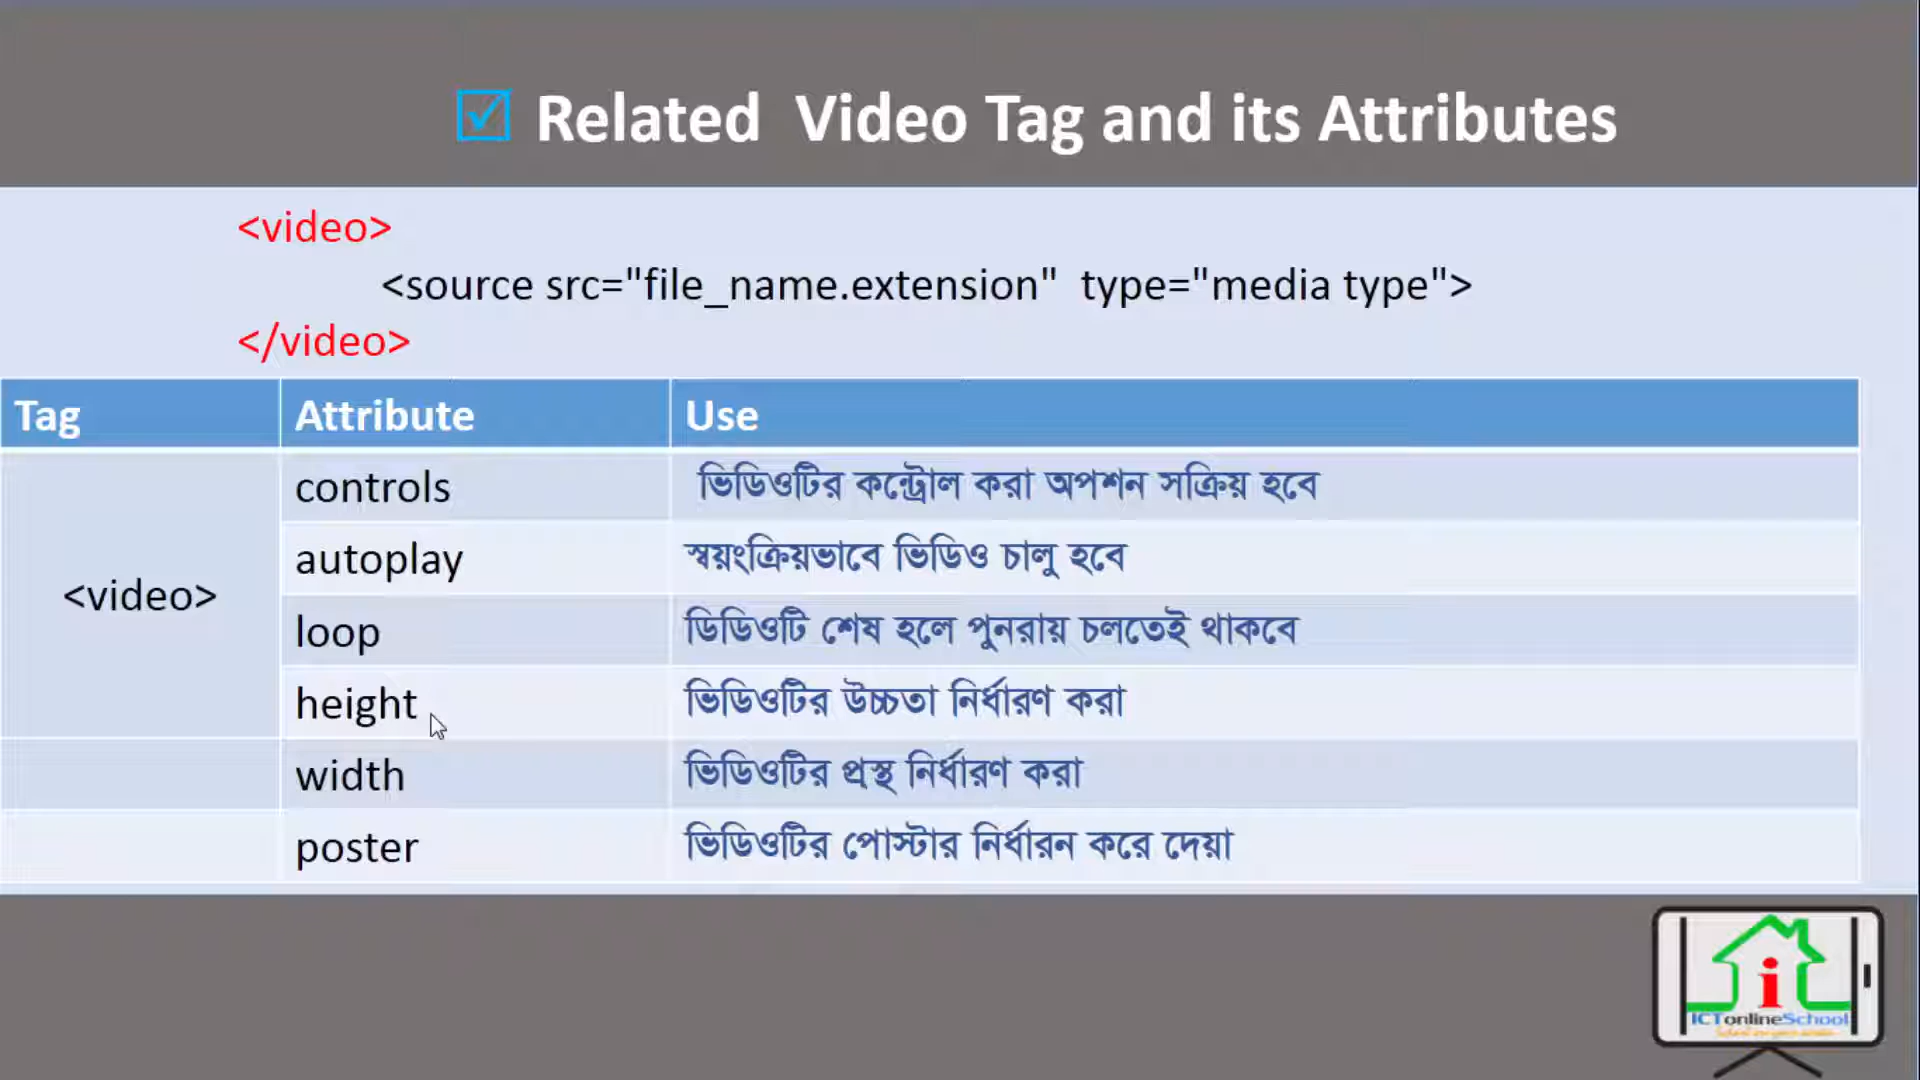 Related Video Tag and its Attributes
<video>
<source src="file_name.extension" type="media type">
</video>
Tag Attribute Use
controls ভিডিওটির কন্ট্রোল করা অপশন সক্রিয় হবে
autoplay স্বয়ংক্রিয়ভাবে ভিডিও চালু হবে
<video>
loop ডিডিওটি শেষ হলে পুনরায় চলতেই থাকবে
height ভিডিওটির উচ্চতা নির্ধারণ করা
width ভিডিওটির প্রস্থ নির্ধারণ করা
poster ভিডিওটির পোস্টার নির্ধারন করে দেয়া
i
ICTonlineSchool